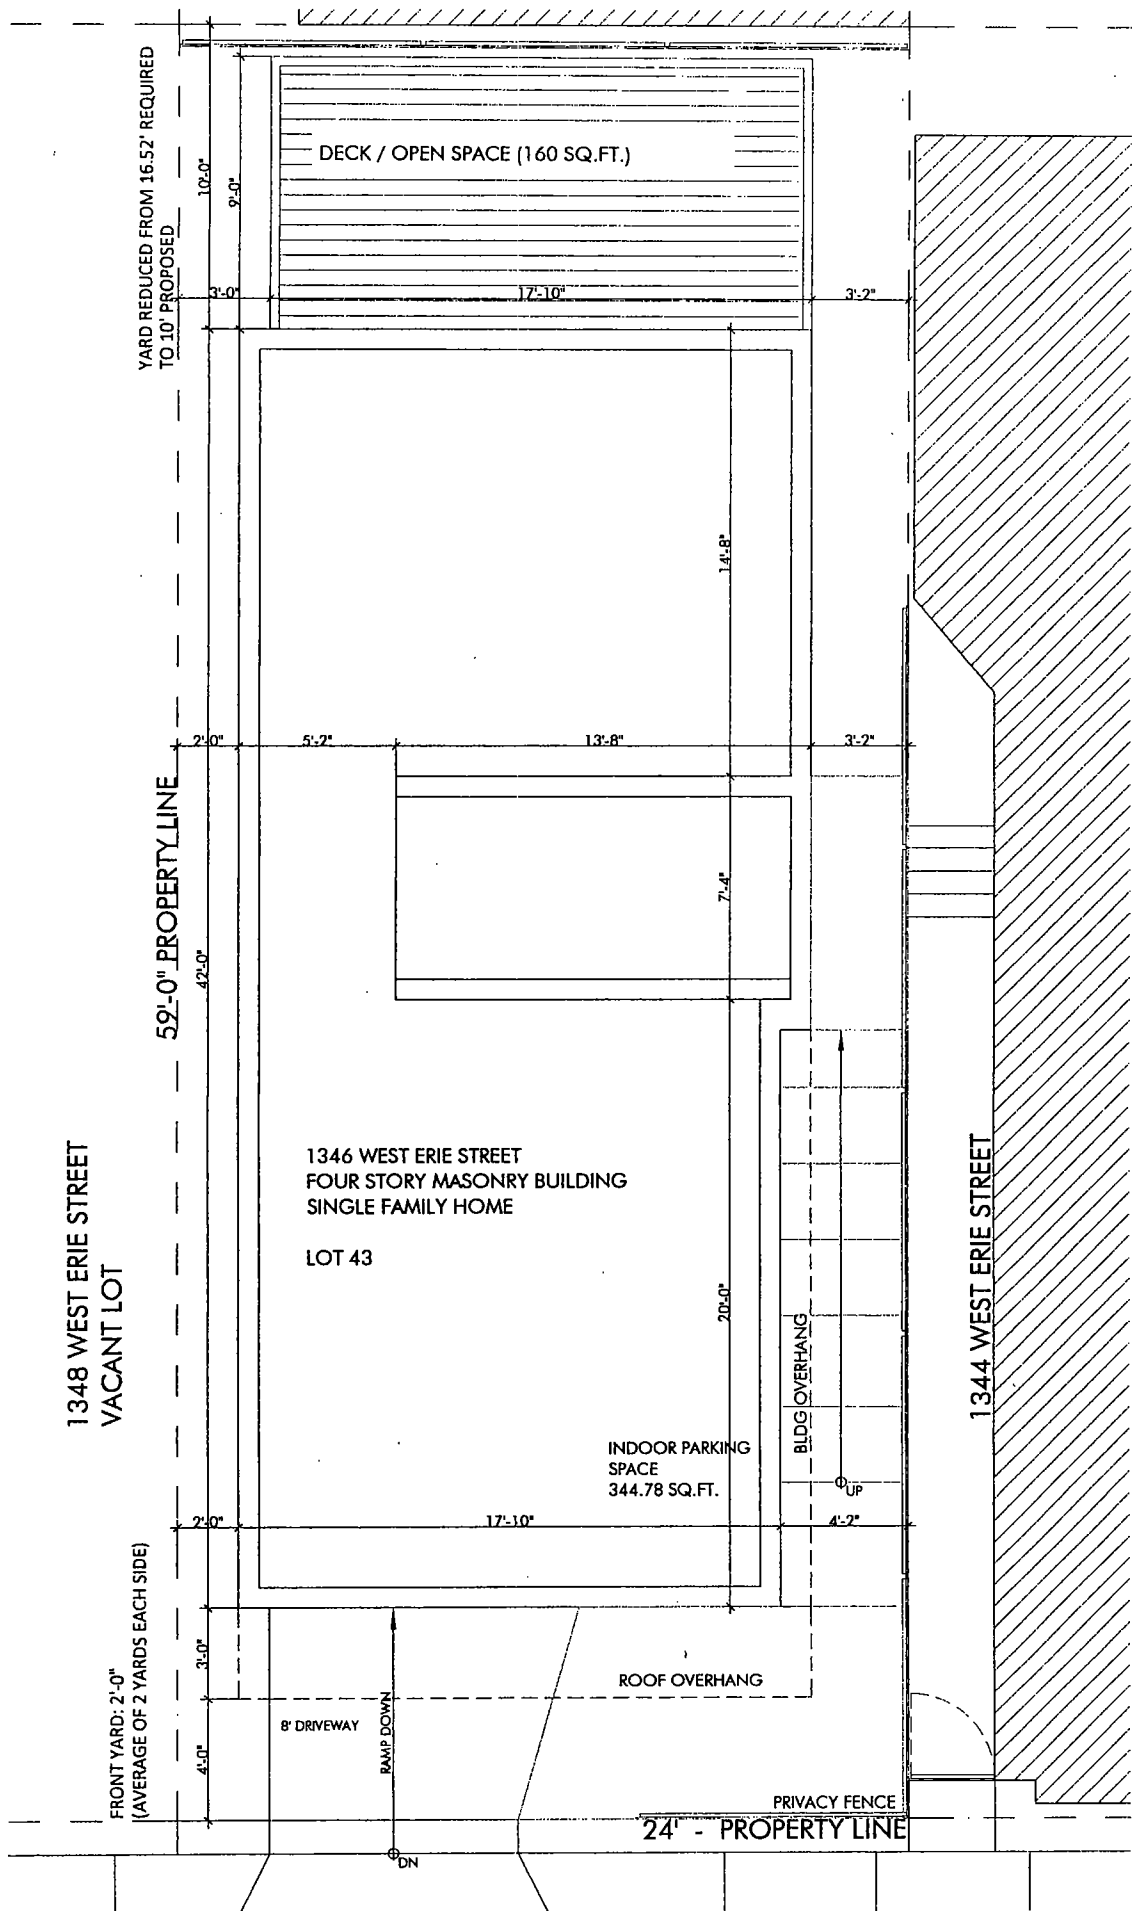 YARD REDUCED FROM 16.52' REQUIRED
TO 10' PROPOSED
10'-0"
9'-0"
DECK / OPEN SPACE (160 SQ.FT.)
3'-0"
17'-10"
3'-2"
14'-8"
2'-0"
5'-2"
13'-8"
3'-2"
59'-0" PROPERTY LINE
42'-0"
7'-4"
1348 WEST ERIE STREET
VACANT LOT
1346 WEST ERIE STREET
FOUR STORY MASONRY BUILDING
SINGLE FAMILY HOME
LOT 43
20'-0"
BLDG OVERHANG
1344 WEST ERIE STREET
INDOOR PARKING
SPACE
344.78 SQ.FT.
UP
2'-0"
17'-10"
4'-2"
FRONT YARD: 2'-0"
(AVERAGE OF 2 YARDS EACH SIDE)
3'-0"
4'-0"
ROOF OVERHANG
8' DRIVEWAY
RAMP DOWN
PRIVACY FENCE
24' - PROPERTY LINE
DN